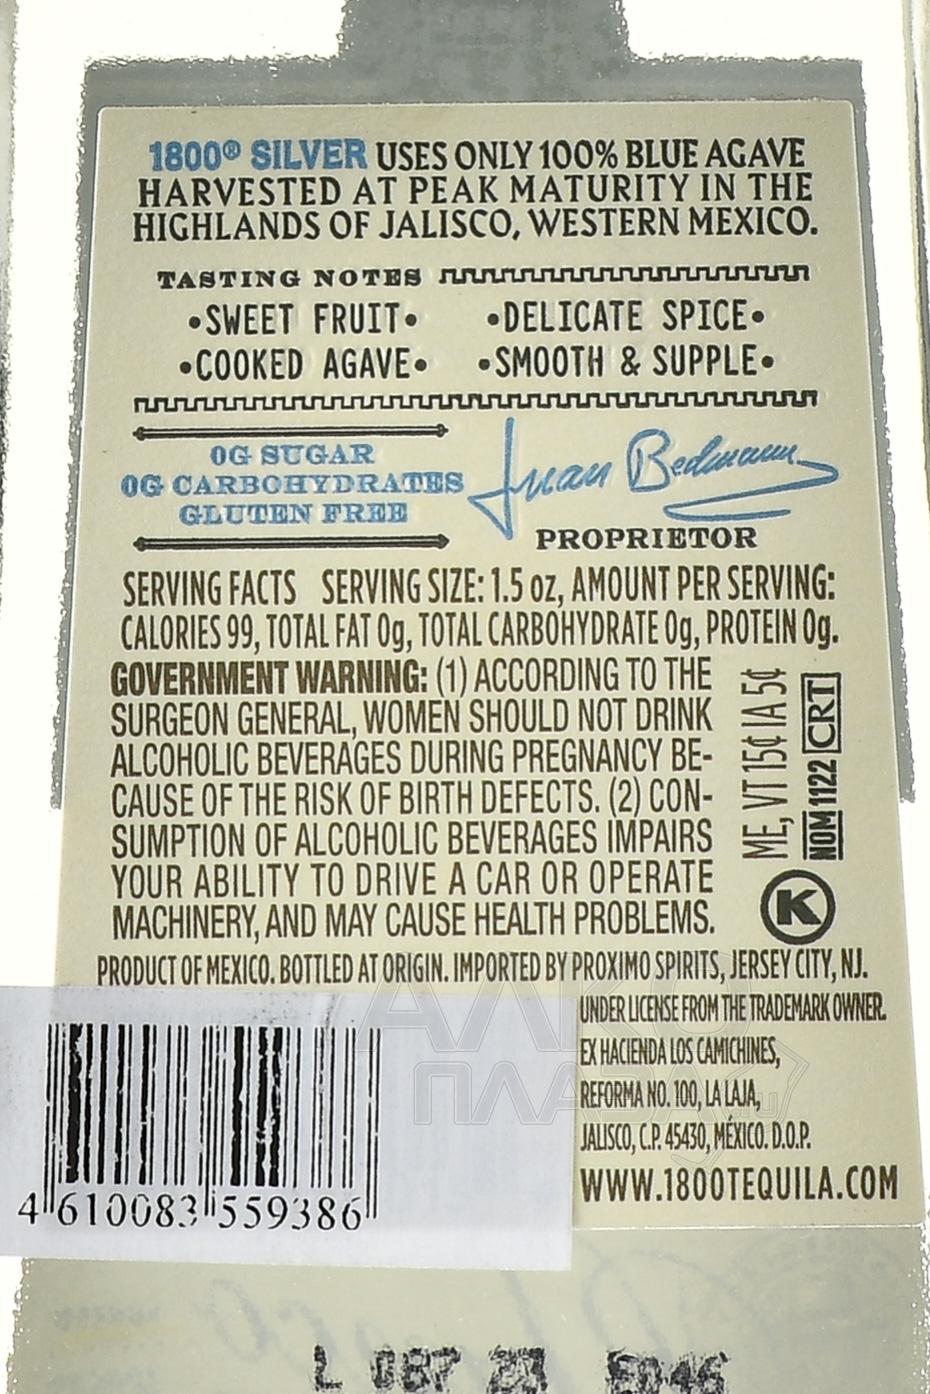 1800® SILVER USES ONLY 100% BLUE AGAVE
HARVESTED AT PEAK MATURITY IN THE
HIGHLANDS OF JALISCO, WESTERN MEXICO.
TASTING NOTES
•SWEET FRUIT• •DELICATE SPICE•
•COOKED AGAVE• •SMOOTH & SUPPLE•
0G SUGAR
0G CARBOHYDRATES
GLUTEN FREE
Juan Beckmann
PROPRIETOR
SERVING FACTS SERVING SIZE: 1.5 oz, AMOUNT PER SERVING:
CALORIES 99, TOTAL FAT 0g, TOTAL CARBOHYDRATE 0g, PROTEIN 0g.
GOVERNMENT WARNING: (1) ACCORDING TO THE
SURGEON GENERAL, WOMEN SHOULD NOT DRINK
ALCOHOLIC BEVERAGES DURING PREGNANCY BE-
CAUSE OF THE RISK OF BIRTH DEFECTS. (2) CON-
SUMPTION OF ALCOHOLIC BEVERAGES IMPAIRS
YOUR ABILITY TO DRIVE A CAR OR OPERATE
MACHINERY, AND MAY CAUSE HEALTH PROBLEMS.
ME, VT 15¢ IA 5¢
NOM 1122 CRT
K
PRODUCT OF MEXICO. BOTTLED AT ORIGIN. IMPORTED BY PROXIMO SPIRITS, JERSEY CITY, NJ.
UNDER LICENSE FROM THE TRADEMARK OWNER.
EX HACIENDA LOS CAMICHINES,
REFORMA NO. 100, LA LAJA,
JALISCO, C.P. 45430, MÉXICO. D.O.P.
WWW.1800TEQUILA.COM
4 610083 559386
АЛКО
ПЛАЗА